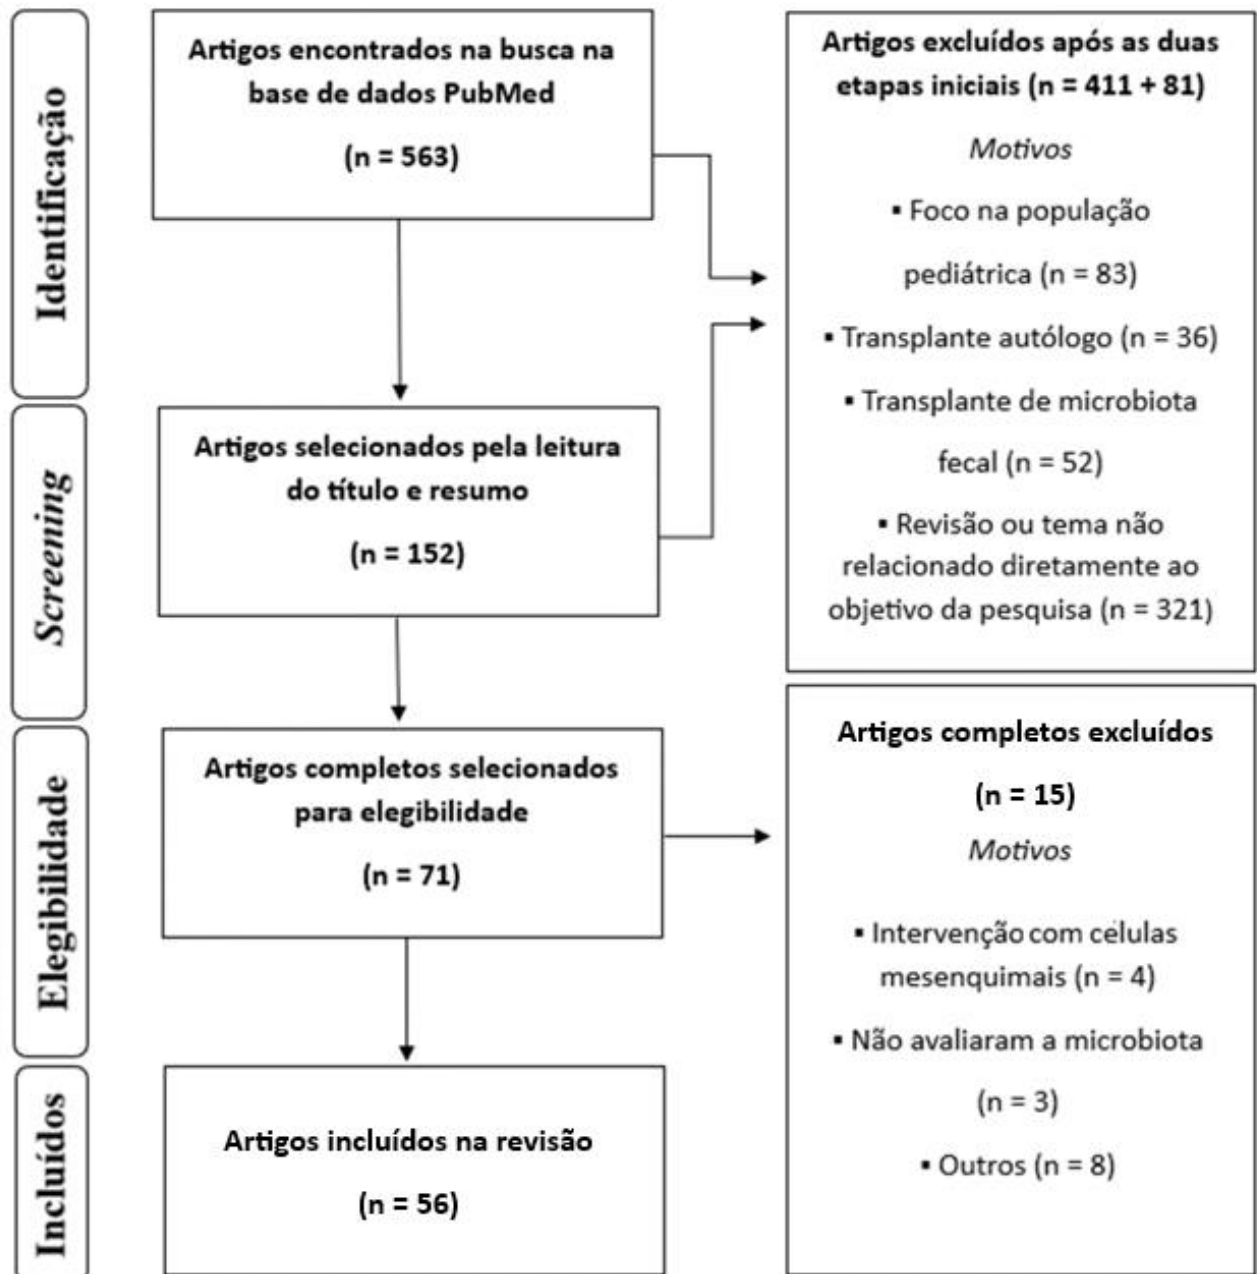 Identificação
Artigos encontrados na busca na
base de dados PubMed
(n = 563)
Artigos excluídos após as duas
etapas iniciais (n = 411 + 81)
Motivos
▪ Foco na população
pediátrica (n = 83)
▪ Transplante autólogo (n = 36)
▪ Transplante de microbiota
fecal (n = 52)
▪ Revisão ou tema não
relacionado diretamente ao
objetivo da pesquisa (n = 321)
Screening
Artigos selecionados pela leitura
do título e resumo
(n = 152)
Elegibilidade
Artigos completos selecionados
para elegibilidade
(n = 71)
Artigos completos excluídos
(n = 15)
Motivos
▪ Intervenção com células
mesenquimais (n = 4)
▪ Não avaliaram a microbiota
(n = 3)
▪ Outros (n = 8)
Incluídos
Artigos incluídos na revisão
(n = 56)